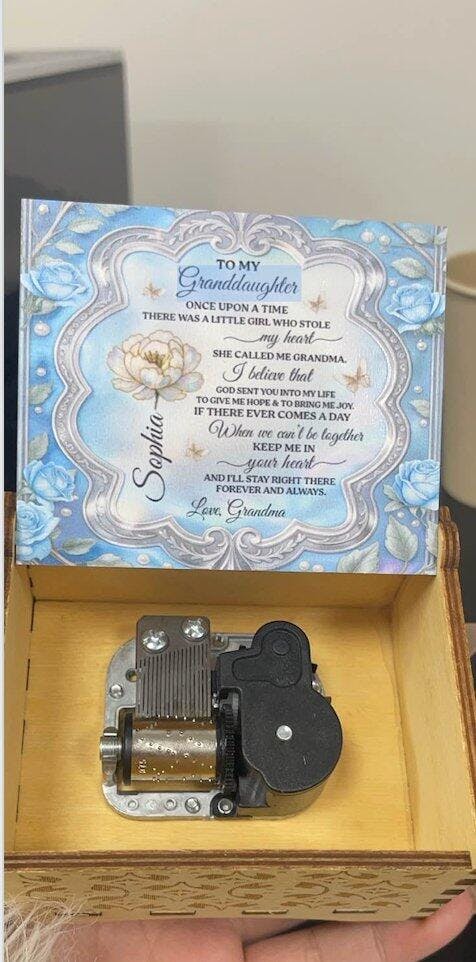 TO MY
Granddaughter
ONCE UPON A TIME
THERE WAS A LITTLE GIRL WHO STOLE
my heart
SHE CALLED ME GRANDMA.
I believe that
GOD SENT YOU INTO MY LIFE
TO GIVE ME HOPE & TO BRING ME JOY.
IF THERE EVER COMES A DAY
When we can't be together
KEEP ME IN
your heart
AND I'LL STAY RIGHT THERE
FOREVER AND ALWAYS.
Love, Grandma
Sophia